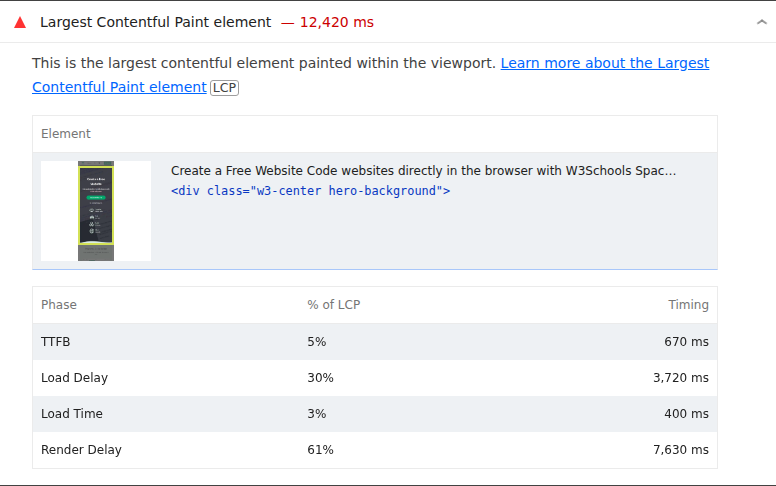 Largest Contentful Paint element — 12,420 ms
This is the largest contentful element painted within the viewport. Learn more about the Largest
Contentful Paint element LCP
Element
Create a Free Website Code websites directly in the browser with W3Schools Spac...
<div class="w3-center hero-background">
Phase % of LCP Timing
TTFB 5% 670 ms
Load Delay 30% 3,720 ms
Load Time 3% 400 ms
Render Delay 61% 7,630 ms